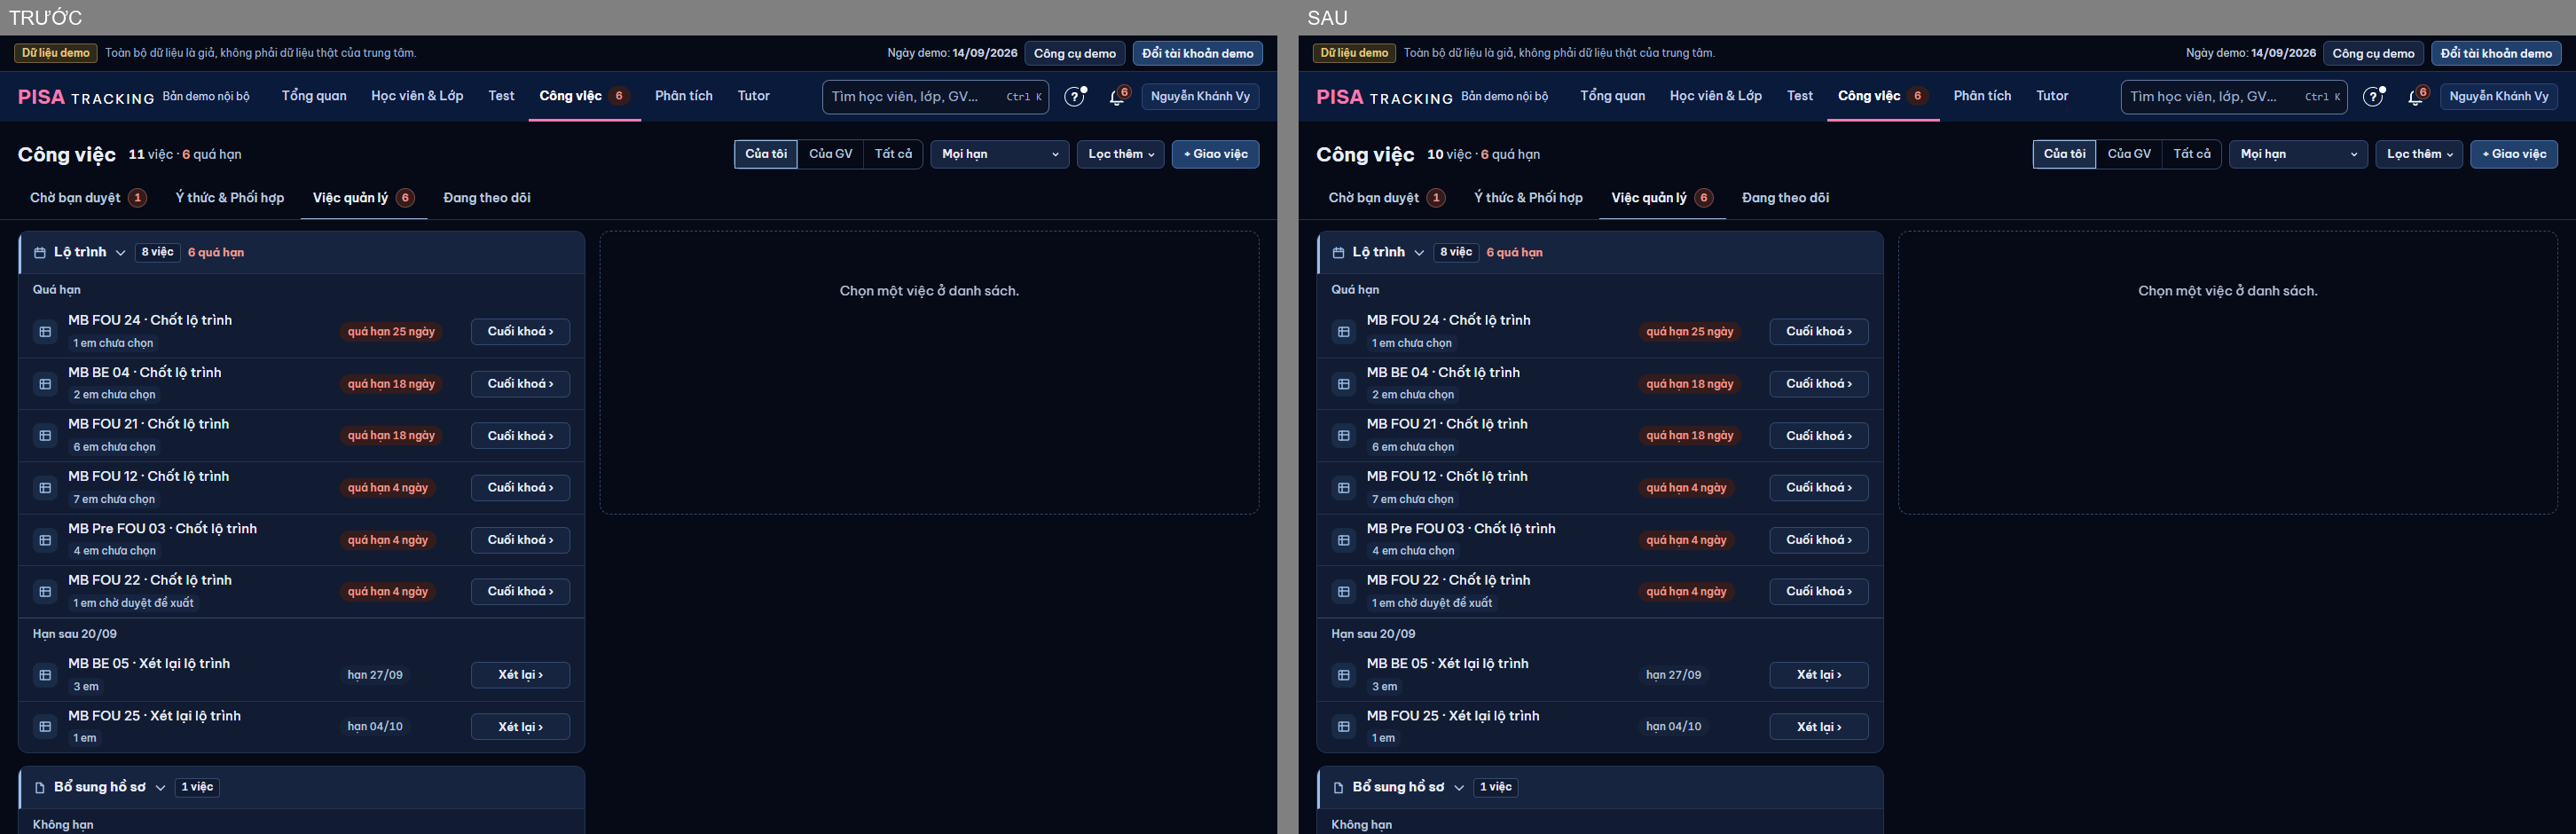 TRƯỚC
Dữ liệu demo Toàn bộ dữ liệu là giả, không phải dữ liệu thật của trung tâm. Ngày demo: 14/09/2026 Công cụ demo Đổi tài khoản demo
PISA TRACKING Bản demo nội bộ Tổng quan Học viên & Lớp Test Công việc 6 Phân tích Tutor Tìm học viên, lớp, GV... Ctrl K ? 6 Nguyễn Khánh Vy
Công việc 11 việc · 6 quá hạn Của tôi Của GV Tất cả Mọi hạn Lọc thêm + Giao việc
Chờ bạn duyệt 1 Ý thức & Phối hợp Việc quản lý 6 Đang theo dõi
Lộ trình 8 việc 6 quá hạn
Quá hạn
MB FOU 24 · Chốt lộ trình quá hạn 25 ngày Cuối khoá ›
1 em chưa chọn
MB BE 04 · Chốt lộ trình quá hạn 18 ngày Cuối khoá ›
2 em chưa chọn
MB FOU 21 · Chốt lộ trình quá hạn 18 ngày Cuối khoá ›
6 em chưa chọn
MB FOU 12 · Chốt lộ trình quá hạn 4 ngày Cuối khoá ›
7 em chưa chọn
MB Pre FOU 03 · Chốt lộ trình quá hạn 4 ngày Cuối khoá ›
4 em chưa chọn
MB FOU 22 · Chốt lộ trình quá hạn 4 ngày Cuối khoá ›
1 em chờ duyệt đề xuất
Hạn sau 20/09
MB BE 05 · Xét lại lộ trình hạn 27/09 Xét lại ›
3 em
MB FOU 25 · Xét lại lộ trình hạn 04/10 Xét lại ›
1 em
Bổ sung hồ sơ 1 việc
Không hạn
Chọn một việc ở danh sách.
SAU
Dữ liệu demo Toàn bộ dữ liệu là giả, không phải dữ liệu thật của trung tâm. Ngày demo: 14/09/2026 Công cụ demo Đổi tài khoản demo
PISA TRACKING Bản demo nội bộ Tổng quan Học viên & Lớp Test Công việc 6 Phân tích Tutor Tìm học viên, lớp, GV... Ctrl K ? 6 Nguyễn Khánh Vy
Công việc 10 việc · 6 quá hạn Của tôi Của GV Tất cả Mọi hạn Lọc thêm + Giao việc
Chờ bạn duyệt 1 Ý thức & Phối hợp Việc quản lý 6 Đang theo dõi
Lộ trình 8 việc 6 quá hạn
Quá hạn
MB FOU 24 · Chốt lộ trình quá hạn 25 ngày Cuối khoá ›
1 em chưa chọn
MB BE 04 · Chốt lộ trình quá hạn 18 ngày Cuối khoá ›
2 em chưa chọn
MB FOU 21 · Chốt lộ trình quá hạn 18 ngày Cuối khoá ›
6 em chưa chọn
MB FOU 12 · Chốt lộ trình quá hạn 4 ngày Cuối khoá ›
7 em chưa chọn
MB Pre FOU 03 · Chốt lộ trình quá hạn 4 ngày Cuối khoá ›
4 em chưa chọn
MB FOU 22 · Chốt lộ trình quá hạn 4 ngày Cuối khoá ›
1 em chờ duyệt đề xuất
Hạn sau 20/09
MB BE 05 · Xét lại lộ trình hạn 27/09 Xét lại ›
3 em
MB FOU 25 · Xét lại lộ trình hạn 04/10 Xét lại ›
1 em
Bổ sung hồ sơ 1 việc
Không hạn
Chọn một việc ở danh sách.